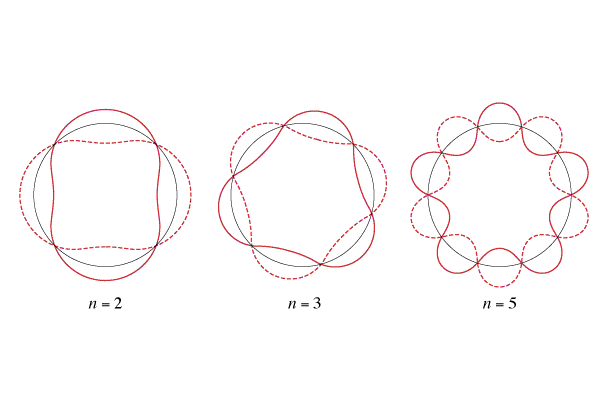 n = 2
n = 3
n = 5